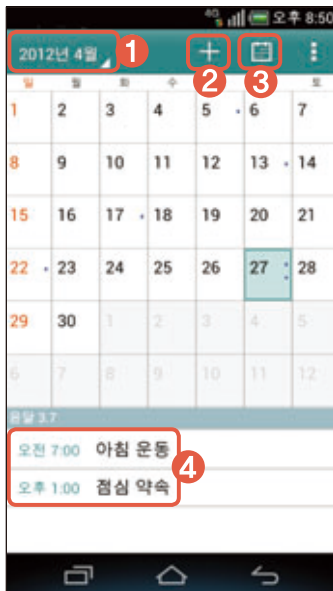 4G 오후 8:50
2012년 4월 1
2 3
일 월 화 수 토
1 2 3 4 5 6 7
8 9 10 11 12 13 14
15 16 17 18 19 20 21
22 23 24 25 26 27 28
29 30 1 2 3 4 5
6 7 8 9 10 11 12
음달 3.7
오전 7:00 아침 운동
4
오후 1:00 점심 약속